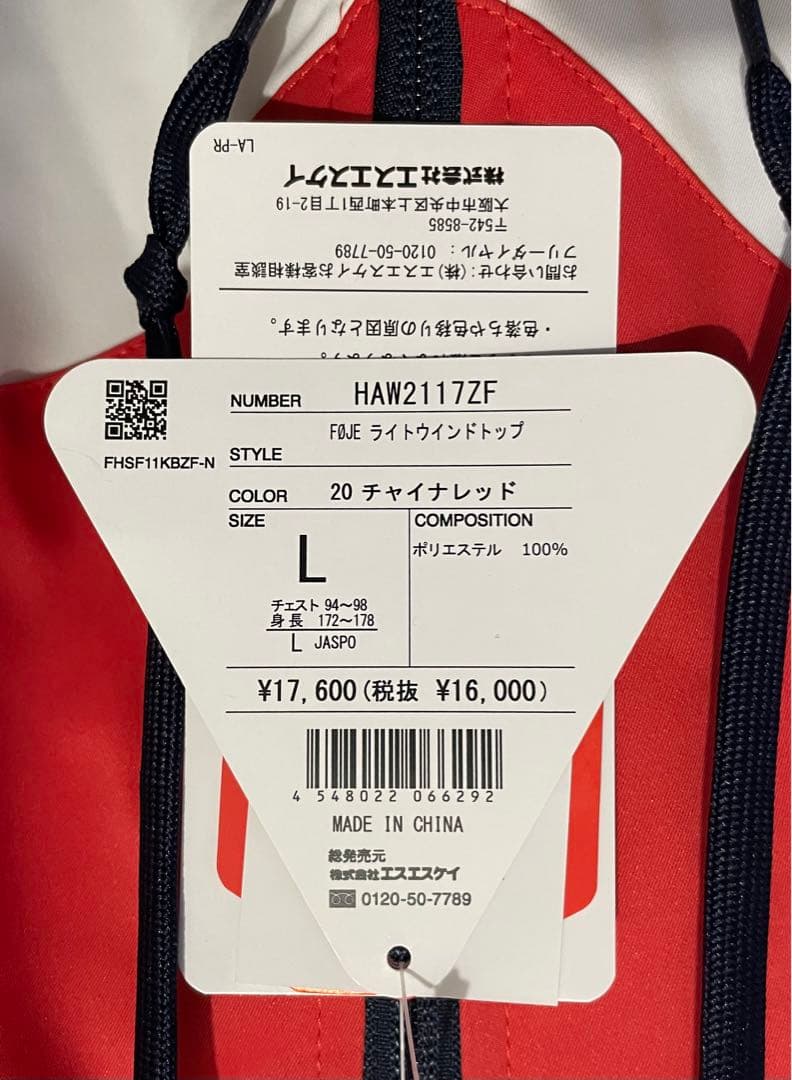 LA-PR
株式会社エスエスケイ
大阪市中央区上本町西1丁目2-19
〒542-8585
フリーダイヤル : 0120-50-7789
お問い合わせ:(株)エスエスケイお客様相談室
・色落ちや色移りの原因となります。
FHSF11KBZF-N
NUMBER HAW2117ZF
STYLE FØJE ライトウインドトップ
COLOR 20 チャイナレッド
SIZE
L
チェスト 94〜98
身長 172〜178
L JASPO
COMPOSITION
ポリエステル 100%
¥17,600(税抜 ¥16,000)
4 548022 066292
MADE IN CHINA
総発売元
株式会社エスエスケイ
0120-50-7789